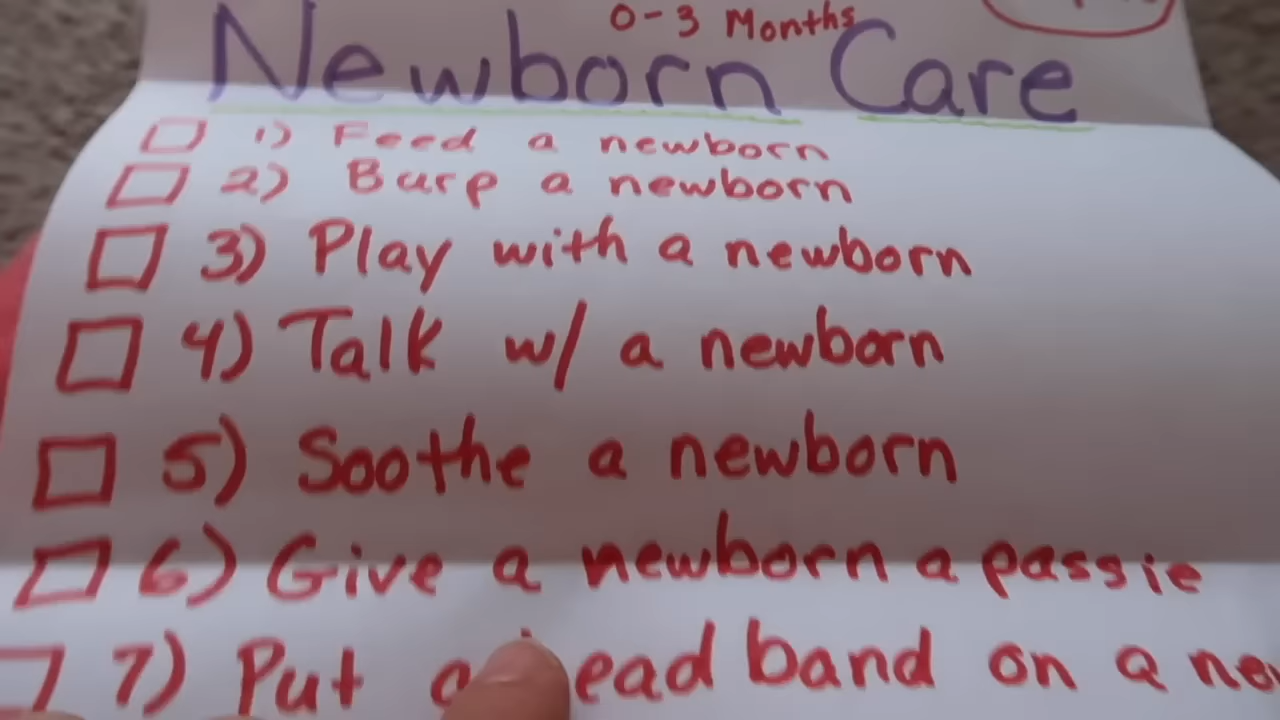 0-3 Months
Newborn Care
1) Feed a newborn
2) Burp a newborn
3) Play with a newborn
4) Talk w/ a newborn
5) Soothe a newborn
6) Give a newborn a passie
7) Put a band on a